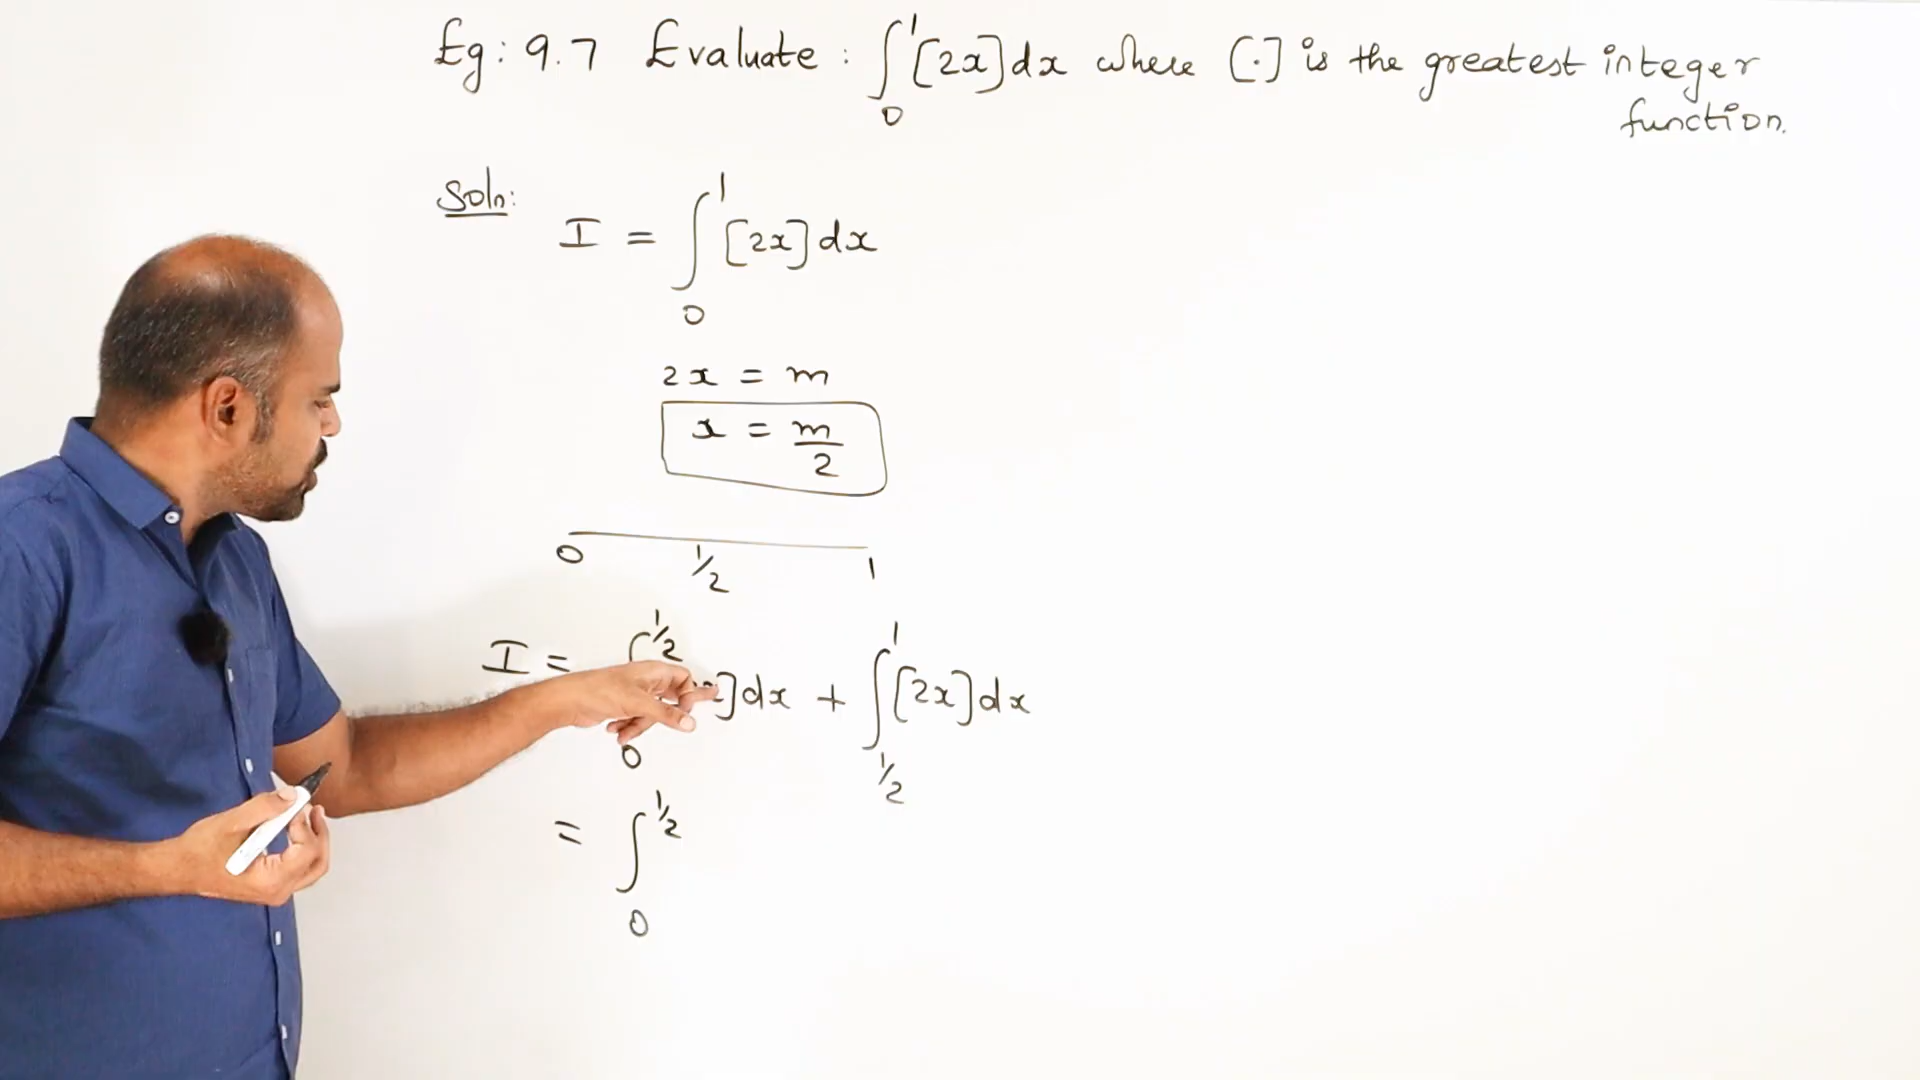 Eg: 9.7 Evaluate : ∫₀¹ [2x] dx where [.] is the greatest integer
function.
Soln:
I = ∫₀¹ [2x] dx
2x = m
x = m/2
0 1/2 1
I = ∫₀^1/2 x] dx + ∫_1/2^1 [2x] dx
= ∫₀^1/2